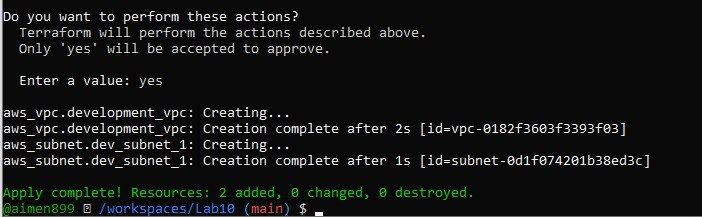 Do you want to perform these actions?
Terraform will perform the actions described above.
Only 'yes' will be accepted to approve.
Enter a value: yes
aws_vpc.development_vpc: Creating...
aws_vpc.development_vpc: Creation complete after 2s [id=vpc-0182f3603f3393f03]
aws_subnet.dev_subnet_1: Creating...
aws_subnet.dev_subnet_1: Creation complete after 1s [id=subnet-0d1f074201b38ed3c]
Apply complete! Resources: 2 added, 0 changed, 0 destroyed.
@aimen899 /workspaces/Lab10 (main) $